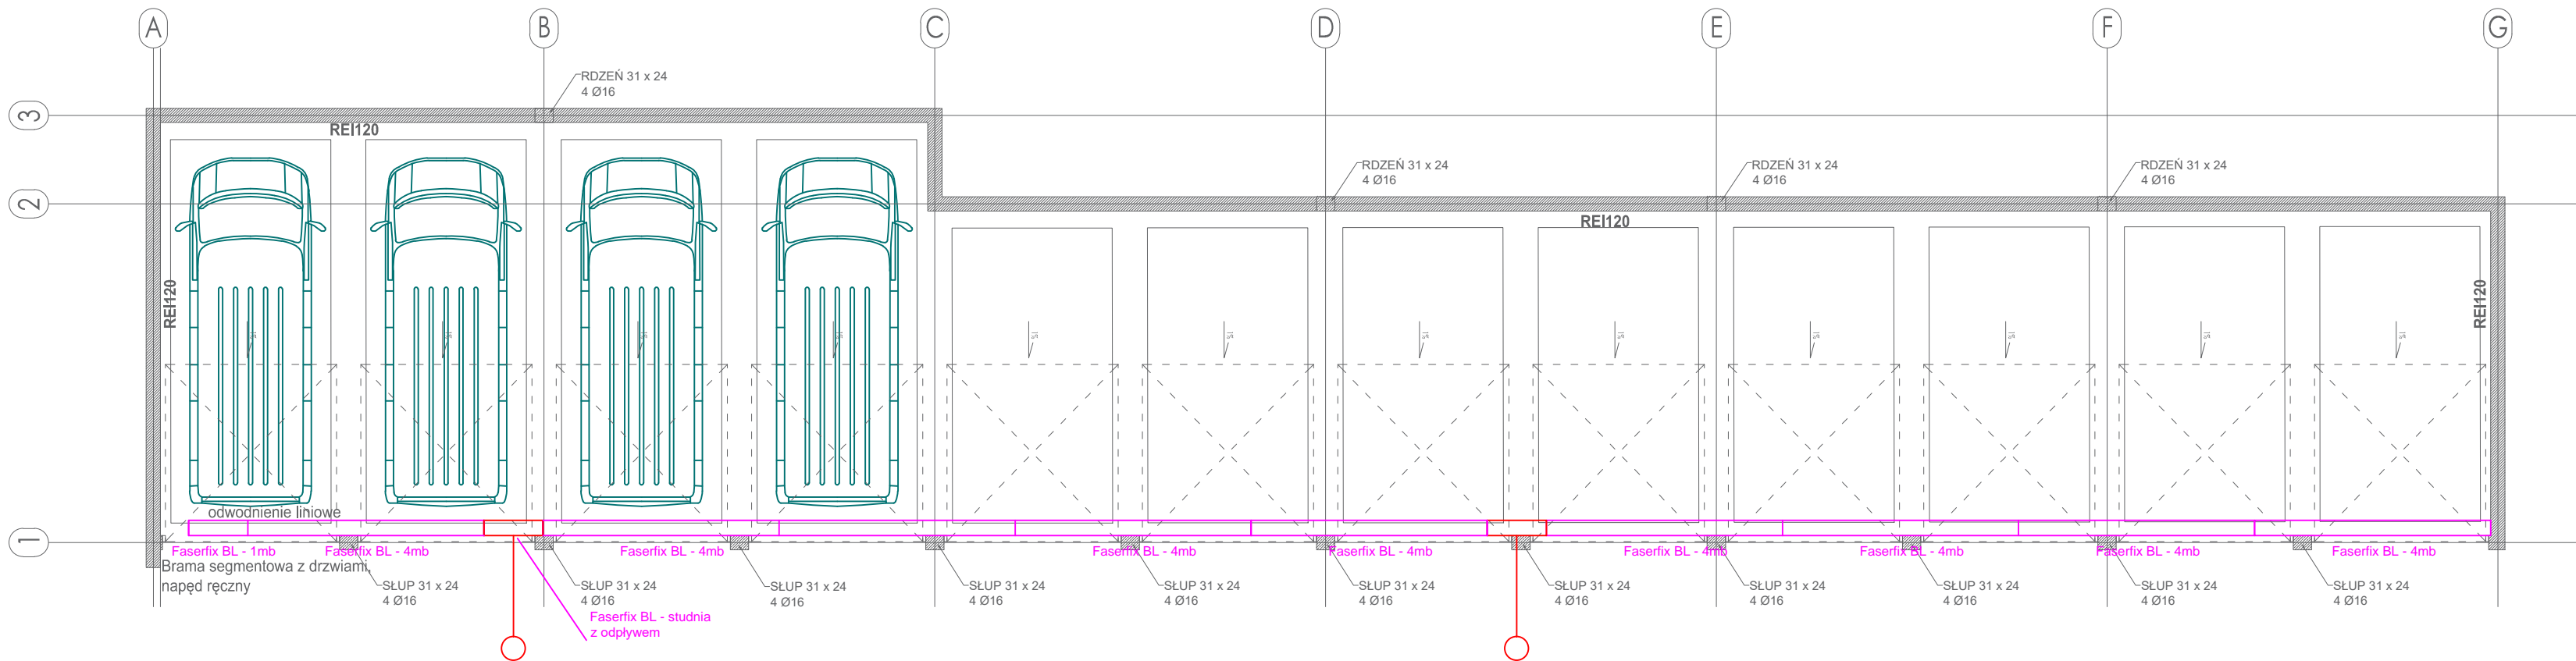 A
B
C
D
E
F
G
RDZEŃ 31 x 24
4 Ø16
3
REI120
RDZEŃ 31 x 24
4 Ø16
RDZEŃ 31 x 24
4 Ø16
RDZEŃ 31 x 24
4 Ø16
2
REI120
REI120
REI120
odwodnienie liniowe
1
Faserfix BL - 1mb
Faserfix BL - 4mb
Faserfix BL - 4mb
Faserfix BL - 4mb
Faserfix BL - 4mb
Faserfix BL - 4mb
Faserfix BL - 4mb
Faserfix BL - 4mb
Faserfix BL - 4mb
Brama segmentowa z drzwiami,
napęd ręczny
SŁUP 31 x 24
4 Ø16
SŁUP 31 x 24
4 Ø16
SŁUP 31 x 24
4 Ø16
SŁUP 31 x 24
4 Ø16
SŁUP 31 x 24
4 Ø16
SŁUP 31 x 24
4 Ø16
SŁUP 31 x 24
4 Ø16
SŁUP 31 x 24
4 Ø16
SŁUP 31 x 24
4 Ø16
SŁUP 31 x 24
4 Ø16
SŁUP 31 x 24
4 Ø16
Faserfix BL - studnia
z odpływem